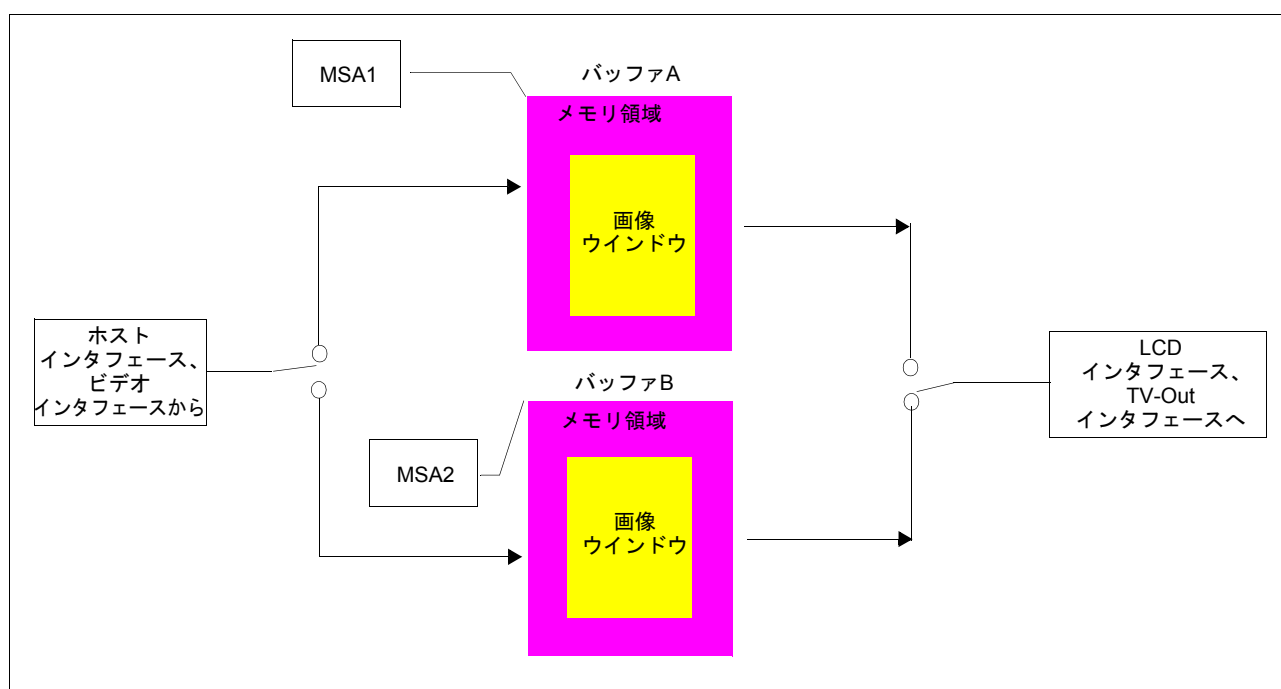 MSA1
バッファA
メモリ領域
画像
ウインドウ
ホスト
インタフェース、
ビデオ
インタフェースから
LCD
インタフェース、
TV-Out
インタフェースへ
バッファB
メモリ領域
MSA2
画像
ウインドウ